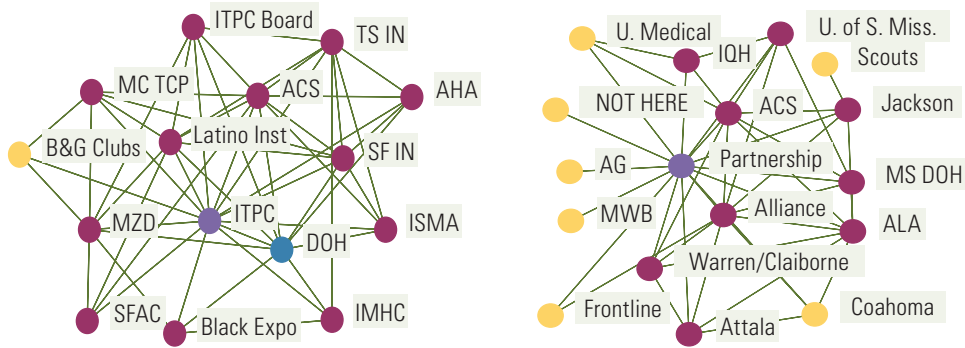 ITPC Board
TS IN
MC TCP
ACS
AHA
B&G Clubs
Latino Inst
SF IN
MZD
ITPC
DOH
ISMA
SFAC
Black Expo
IMHC
U. Medical
U. of S. Miss.
IQH
Scouts
NOT HERE
ACS
Jackson
AG
Partnership
MS DOH
MWB
Alliance
ALA
Warren/Claiborne
Frontline
Attala
Coahoma